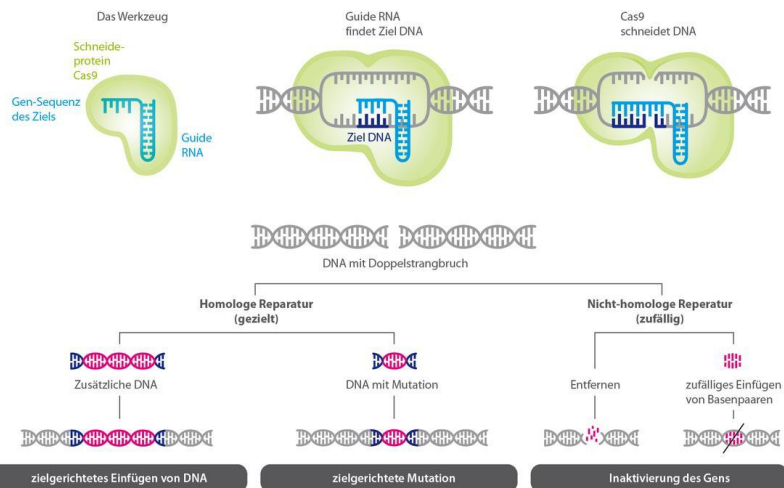 Das Werkzeug
Schneide-
protein
Cas9
Gen-Sequenz
des Ziels
Guide
RNA
Guide RNA
findet Ziel DNA
Ziel DNA
Cas9
schneidet DNA
DNA mit Doppelstrangbruch
Homologe Reparatur
(gezielt)
Nicht-homologe Reperatur
(zufällig)
Zusätzliche DNA
DNA mit Mutation
Entfernen
zufälliges Einfügen
von Basenpaaren
zielgerichtetes Einfügen von DNA
zielgerichtete Mutation
Inaktivierung des Gens